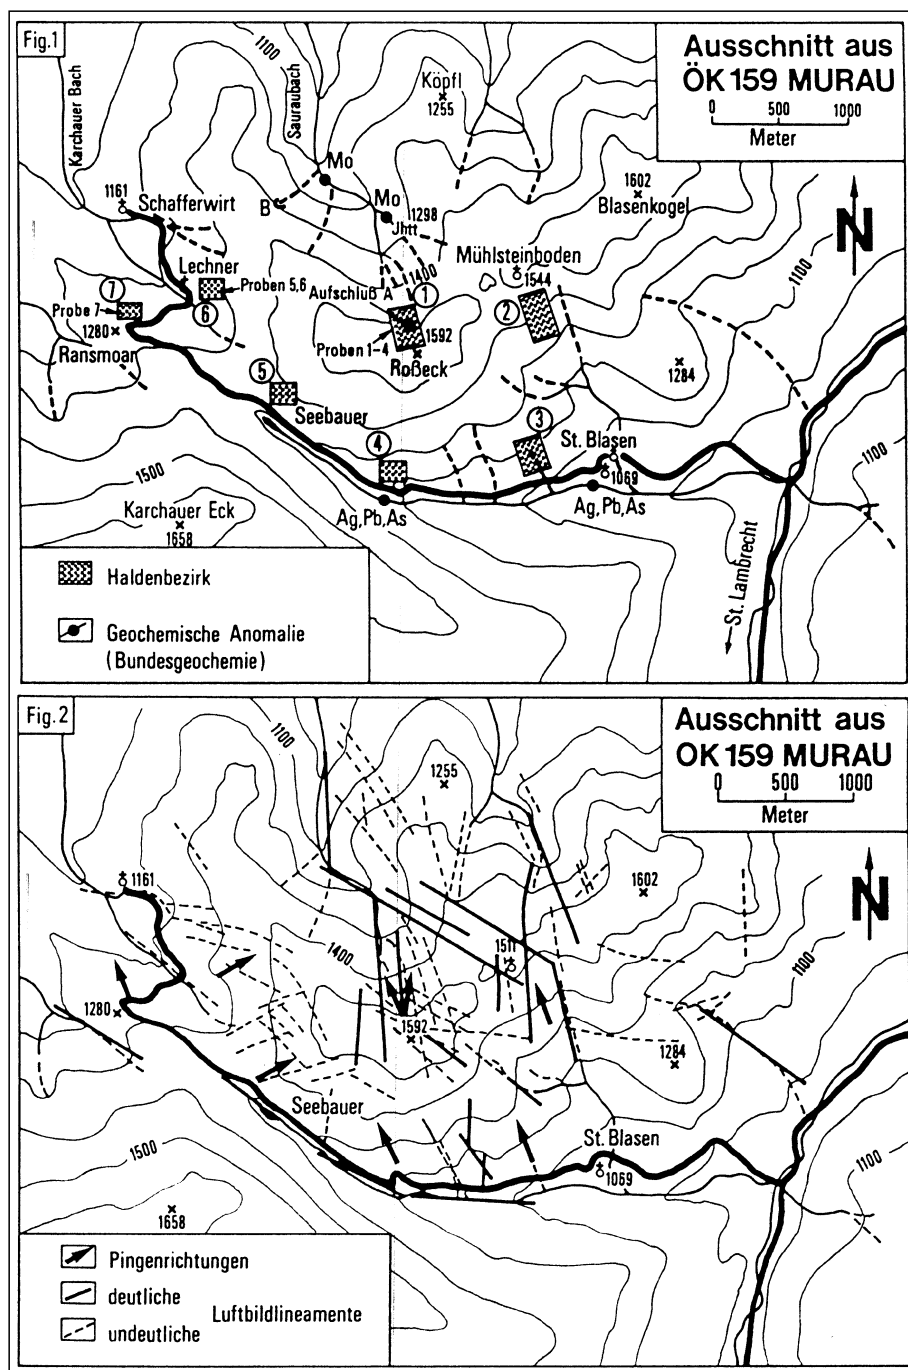 Fig.1
Ausschnitt aus
ÖK 159 MURAU
0 500 1000
Meter
Karchauer Bach
1100
Sauraubach
Köpfl
1255
Mo
Mo
B
1298
Jhtt
1161
Schafferwirt
1602
Blasenkogel
N
Mühlsteinboden
1544
1400
Lechner
Proben 5,6
Aufschluß A
7
Probe 7
6
1
2
1280
Ransmoar
Proben 1-4
1592
Roßeck
1100
1284
5
Seebauer
4
3
St. Blasen
1069
1500
Karchauer Eck
1658
Ag,Pb,As
Ag,Pb,As
1100
St. Lambrecht
Haldenbezirk
Geochemische Anomalie
(Bundesgeochemie)
Fig.2
Ausschnitt aus
OK 159 MURAU
0 500 1000
Meter
1100
1255
1161
1602
N
1400
1511
1100
1280
1592
1284
Seebauer
St. Blasen
1069
1500
1100
1658
Pingenrichtungen
deutliche
Luftbildlineamente
undeutliche